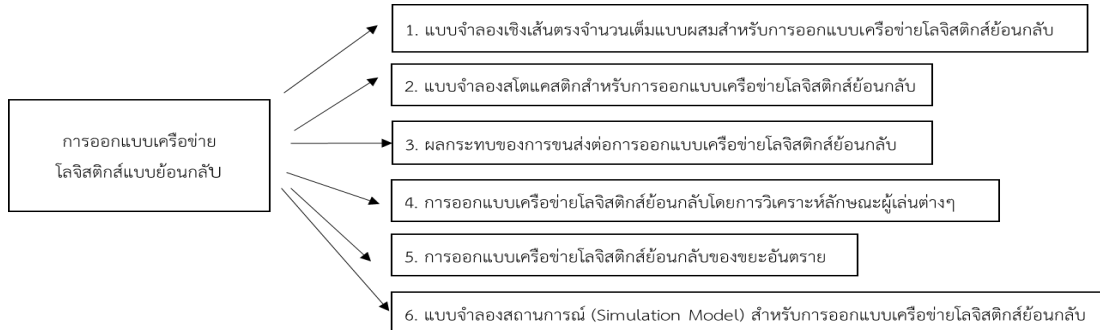 การออกแบบเครือข่าย
โลจิสติกส์แบบย้อนกลับ
1. แบบจำลองเชิงเส้นตรงจำนวนเต็มแบบผสมสำหรับการออกแบบเครือข่ายโลจิสติกส์ย้อนกลับ
2. แบบจำลองสโตแคสติกสำหรับการออกแบบเครือข่ายโลจิสติกส์ย้อนกลับ
3. ผลกระทบของการขนส่งต่อการออกแบบเครือข่ายโลจิสติกส์ย้อนกลับ
4. การออกแบบเครือข่ายโลจิสติกส์ย้อนกลับโดยการวิเคราะห์ลักษณะผู้เล่นต่างๆ
5. การออกแบบเครือข่ายโลจิสติกส์ย้อนกลับของขยะอันตราย
6. แบบจำลองสถานการณ์ (Simulation Model) สำหรับการออกแบบเครือข่ายโลจิสติกส์ย้อนกลับ